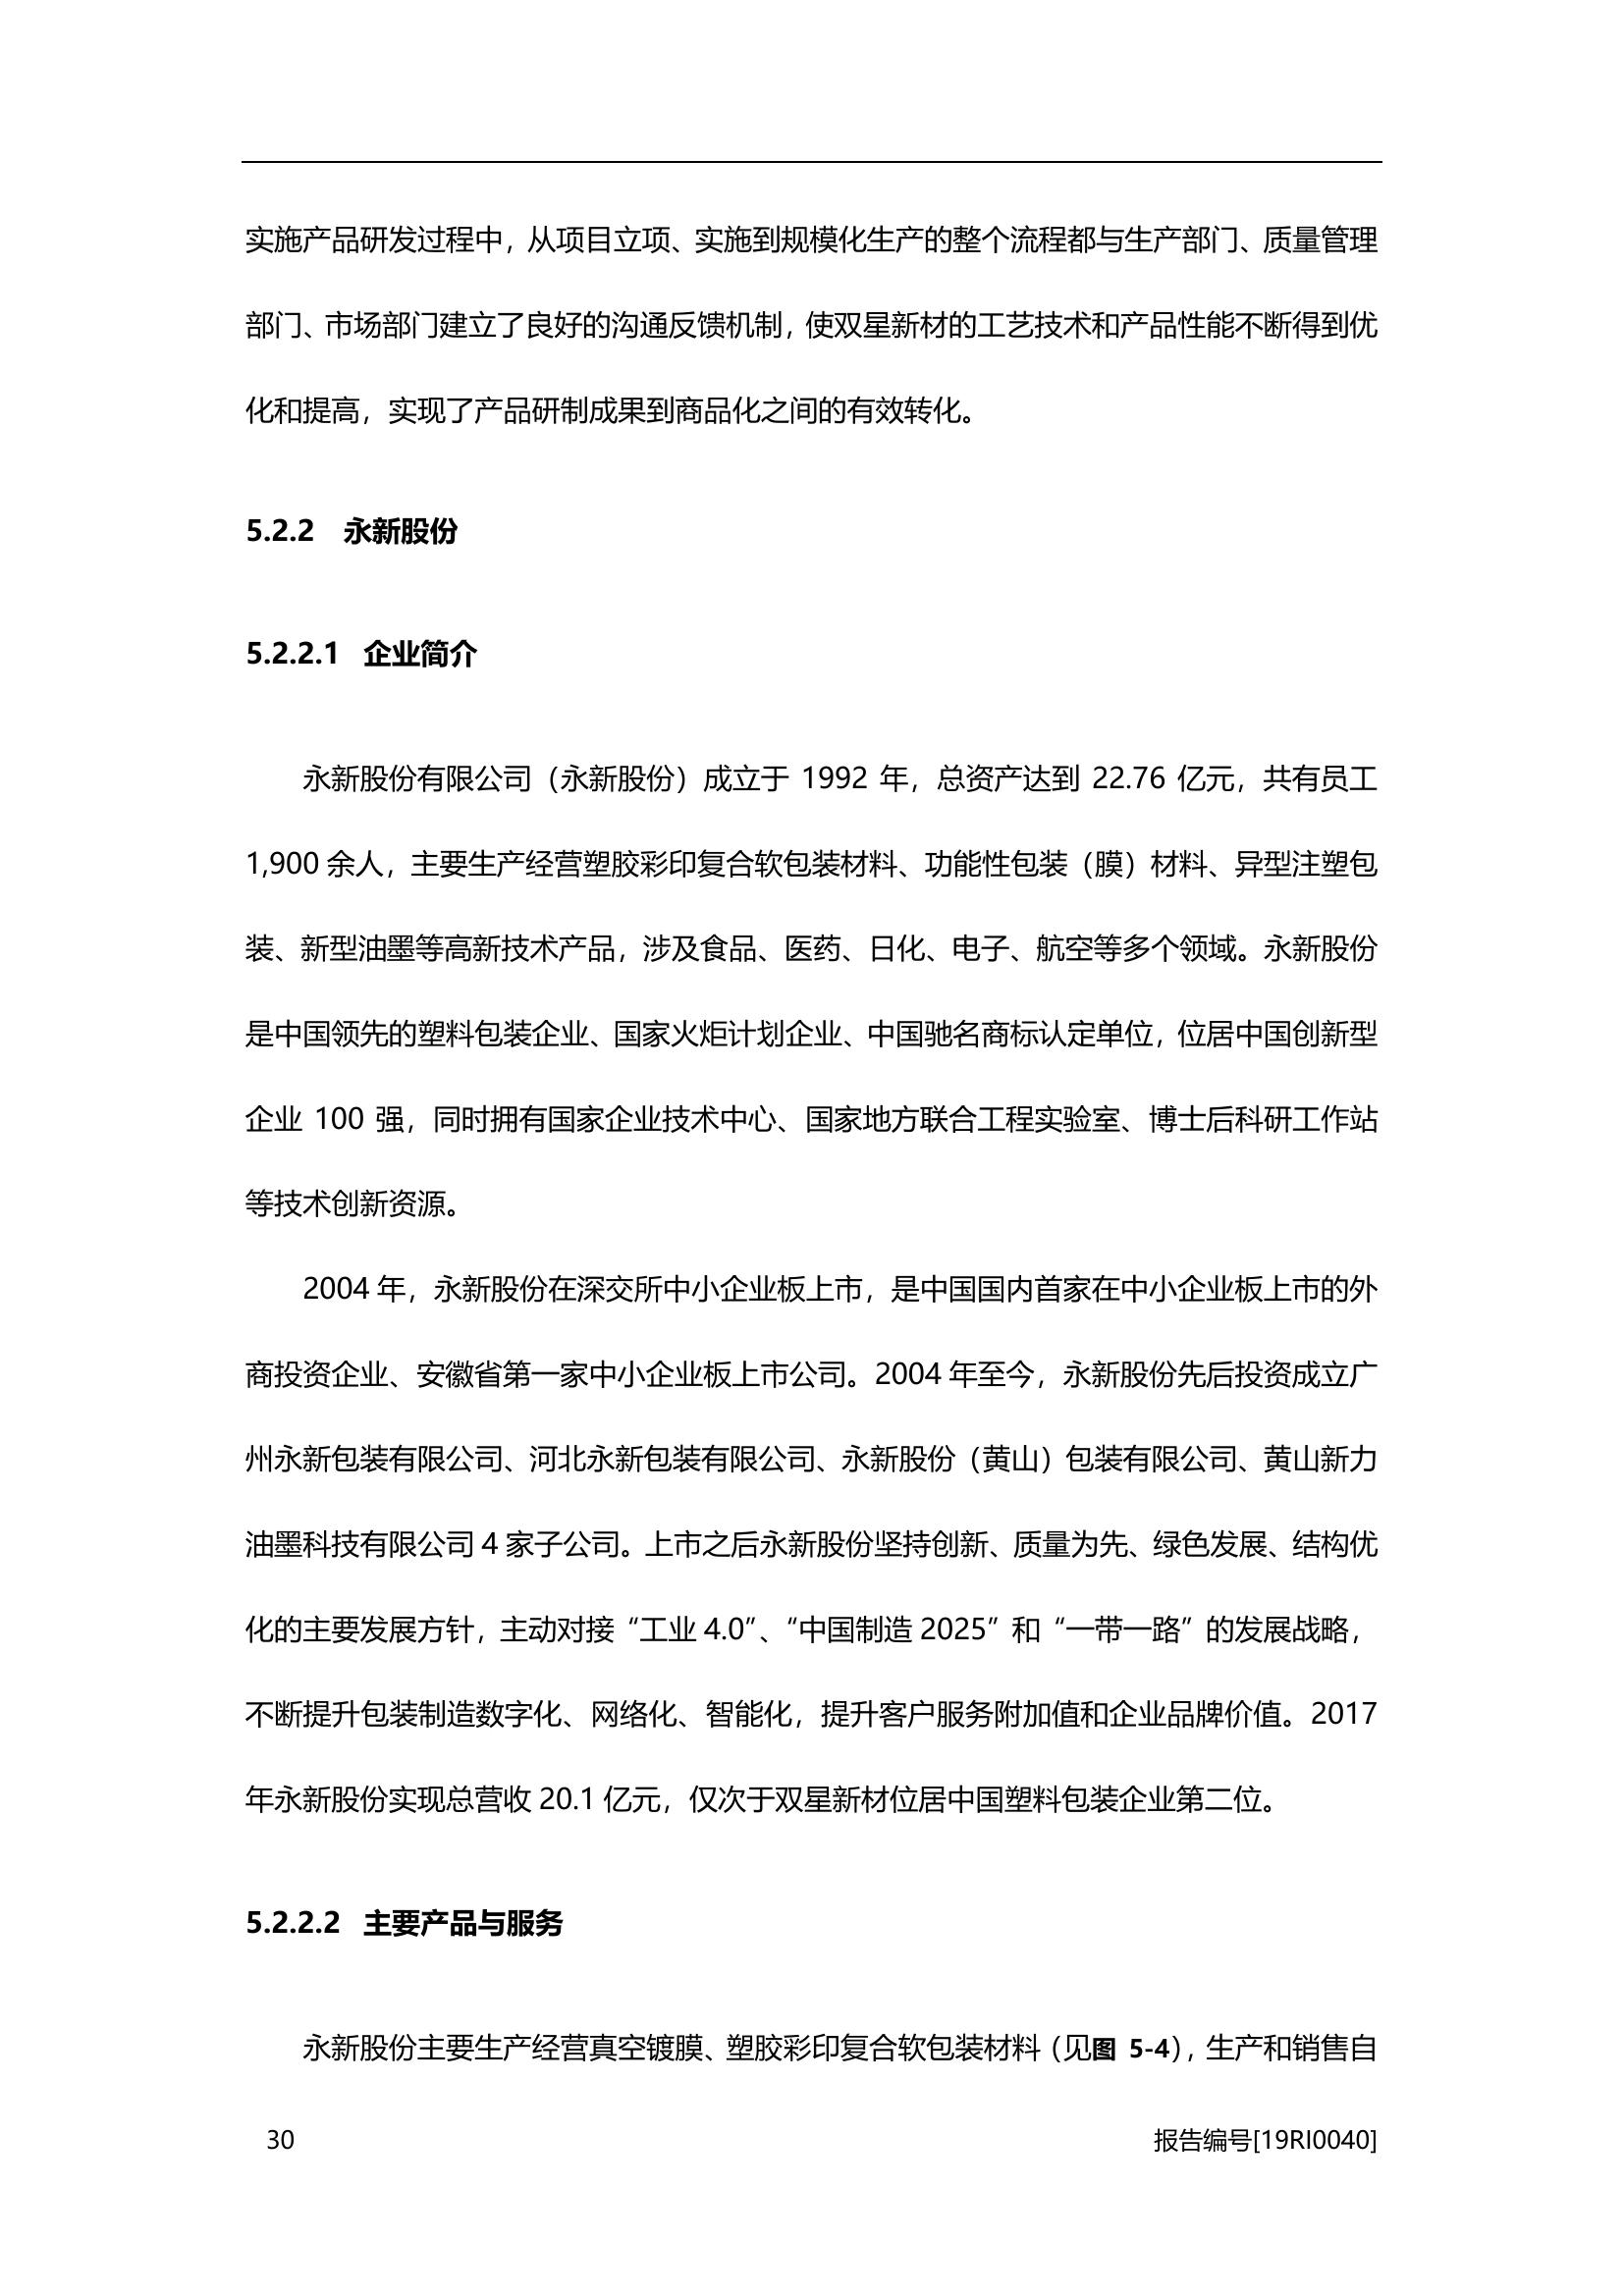 实施产品研发过程中，从项目立项、实施到规模化生产的整个流程都与生产部门、质量管理
部门、市场部门建立了良好的沟通反馈机制，使双星新材的工艺技术和产品性能不断得到优
化和提高，实现了产品研制成果到商品化之间的有效转化。
5.2.2 永新股份
5.2.2.1 企业简介
永新股份有限公司（永新股份）成立于 1992 年，总资产达到 22.76 亿元，共有员工
1,900 余人，主要生产经营塑胶彩印复合软包装材料、功能性包装（膜）材料、异型注塑包
装、新型油墨等高新技术产品，涉及食品、医药、日化、电子、航空等多个领域。永新股份
是中国领先的塑料包装企业、国家火炬计划企业、中国驰名商标认定单位，位居中国创新型
企业 100 强，同时拥有国家企业技术中心、国家地方联合工程实验室、博士后科研工作站
等技术创新资源。
2004 年，永新股份在深交所中小企业板上市，是中国国内首家在中小企业板上市的外
商投资企业、安徽省第一家中小企业板上市公司。2004 年至今，永新股份先后投资成立广
州永新包装有限公司、河北永新包装有限公司、永新股份（黄山）包装有限公司、黄山新力
油墨科技有限公司 4 家子公司。上市之后永新股份坚持创新、质量为先、绿色发展、结构优
化的主要发展方针，主动对接“工业 4.0”、“中国制造 2025”和“一带一路”的发展战略，
不断提升包装制造数字化、网络化、智能化，提升客户服务附加值和企业品牌价值。2017
年永新股份实现总营收 20.1 亿元，仅次于双星新材位居中国塑料包装企业第二位。
5.2.2.2 主要产品与服务
永新股份主要生产经营真空镀膜、塑胶彩印复合软包装材料（见图 5-4），生产和销售自
30
报告编号[19RI0040]